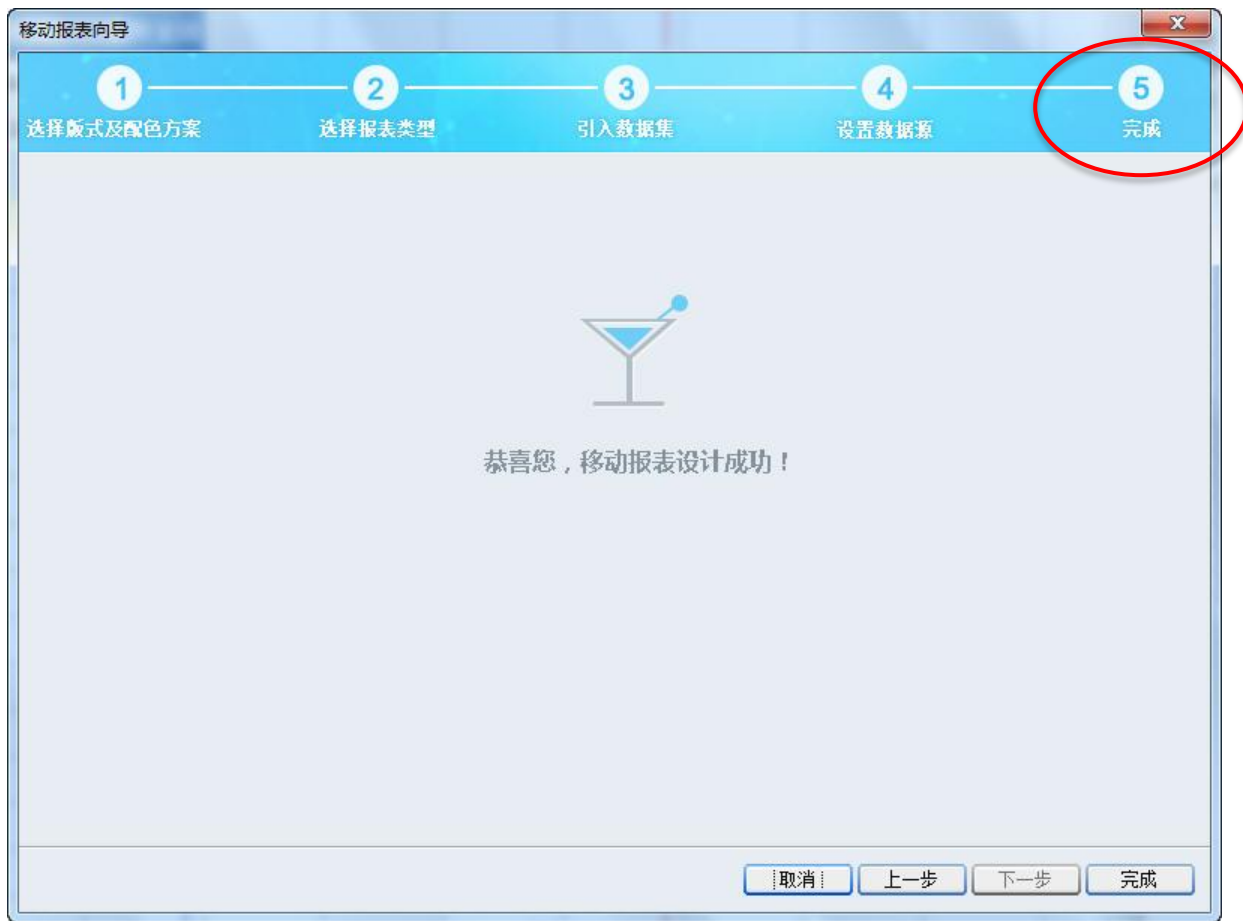 移动报表向导
x
1 2 3 4 5
选择版式及配色方案 选择报表类型 引入数据集 设置数据源 完成
恭喜您，移动报表设计成功！
取消 上一步 下一步 完成